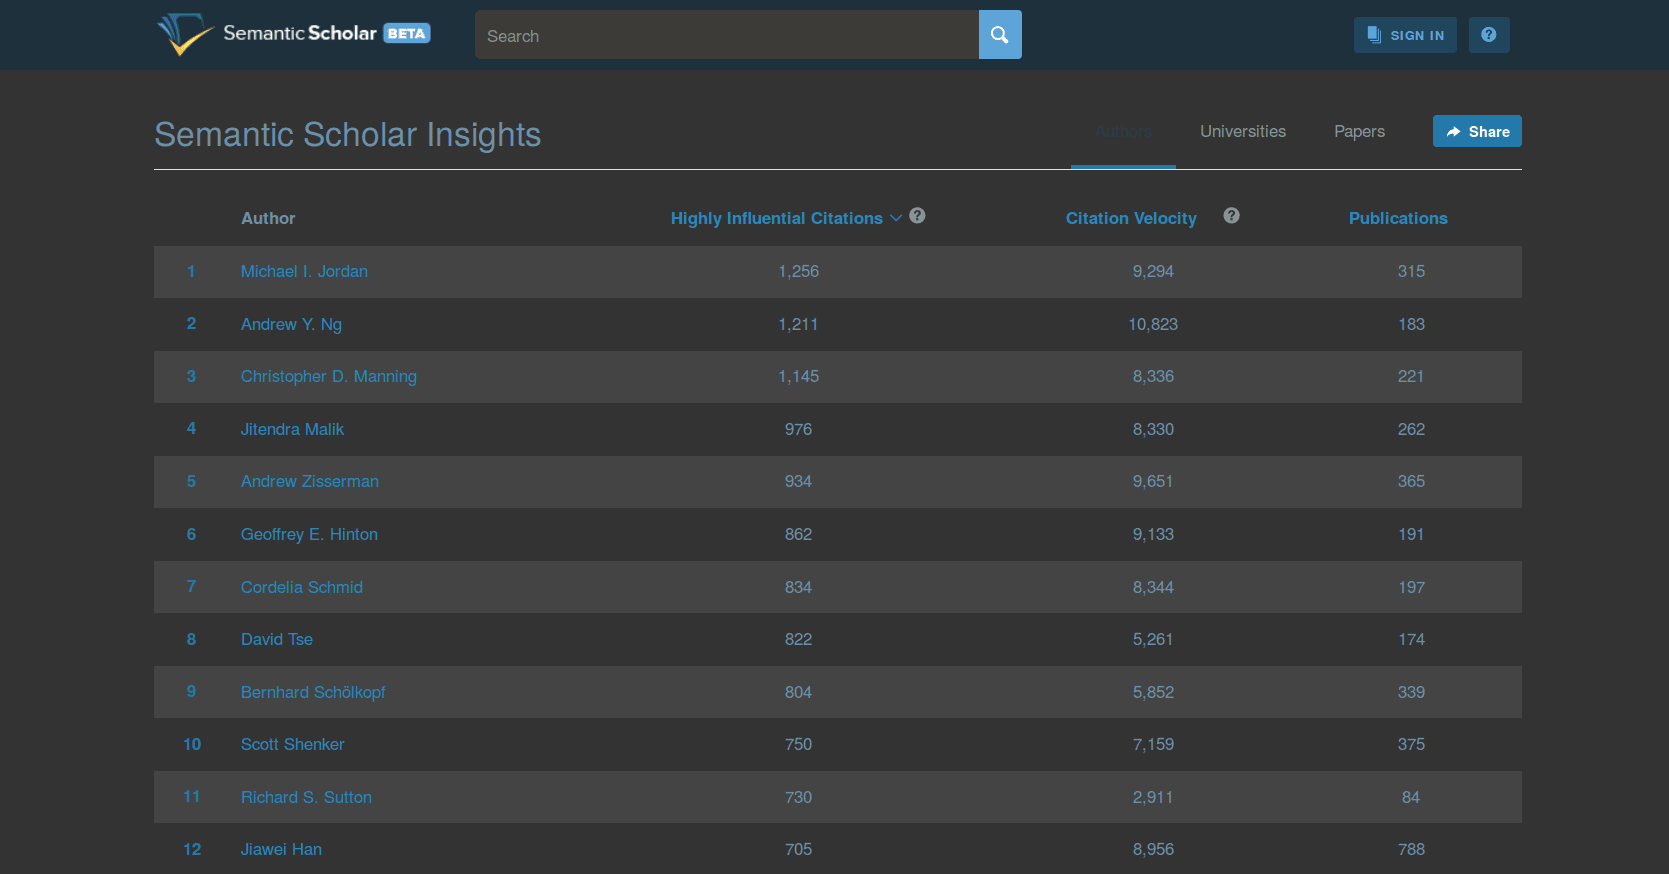 Semantic Scholar BETA
Search
SIGN IN
Semantic Scholar Insights
Authors Universities Papers Share
Author Highly Influential Citations Citation Velocity Publications
1 Michael I. Jordan 1,256 9,294 315
2 Andrew Y. Ng 1,211 10,823 183
3 Christopher D. Manning 1,145 8,336 221
4 Jitendra Malik 976 8,330 262
5 Andrew Zisserman 934 9,651 365
6 Geoffrey E. Hinton 862 9,133 191
7 Cordelia Schmid 834 8,344 197
8 David Tse 822 5,261 174
9 Bernhard Schölkopf 804 5,852 339
10 Scott Shenker 750 7,159 375
11 Richard S. Sutton 730 2,911 84
12 Jiawei Han 705 8,956 788